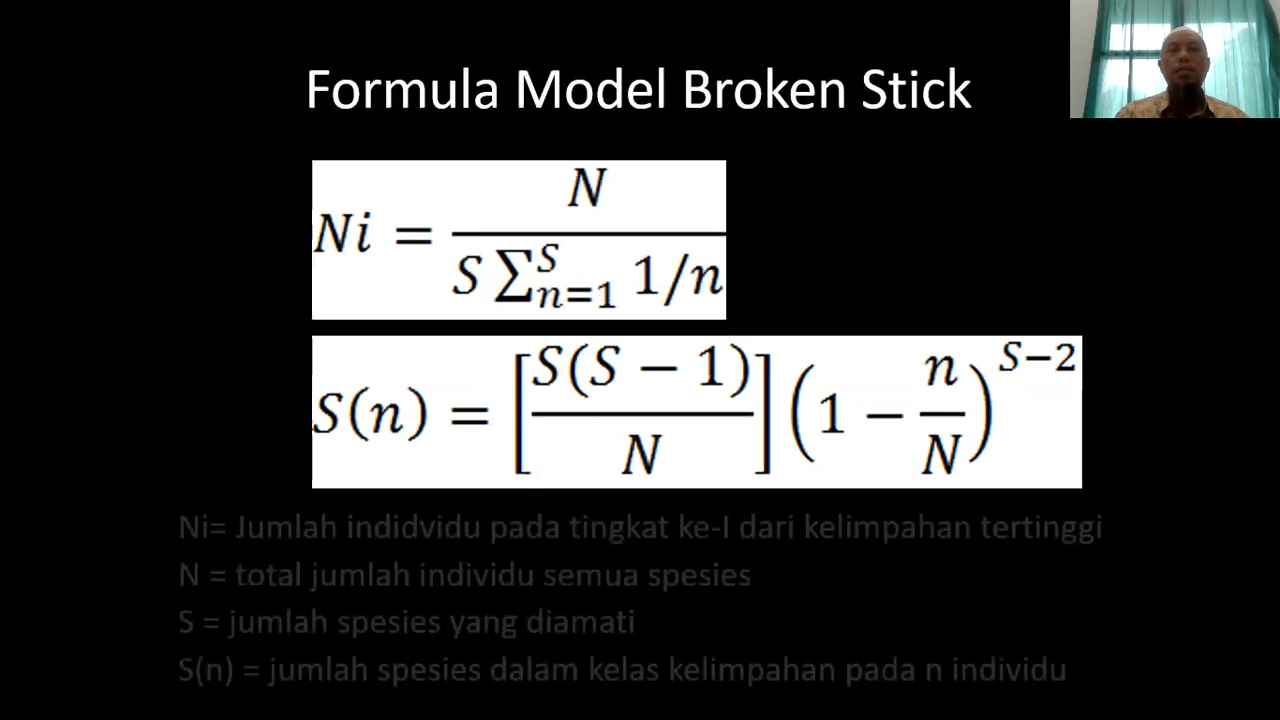 Formula Model Broken Stick
Ni = N / (S ∑_{n=1}^{S} 1/n)
S(n) = [S(S − 1) / N] (1 − n/N)^{S−2}
Ni= Jumlah indidvidu pada tingkat ke-I dari kelimpahan tertinggi
N = total jumlah individu semua spesies
S = jumlah spesies yang diamati
S(n) = jumlah spesies dalam kelas kelimpahan pada n individu